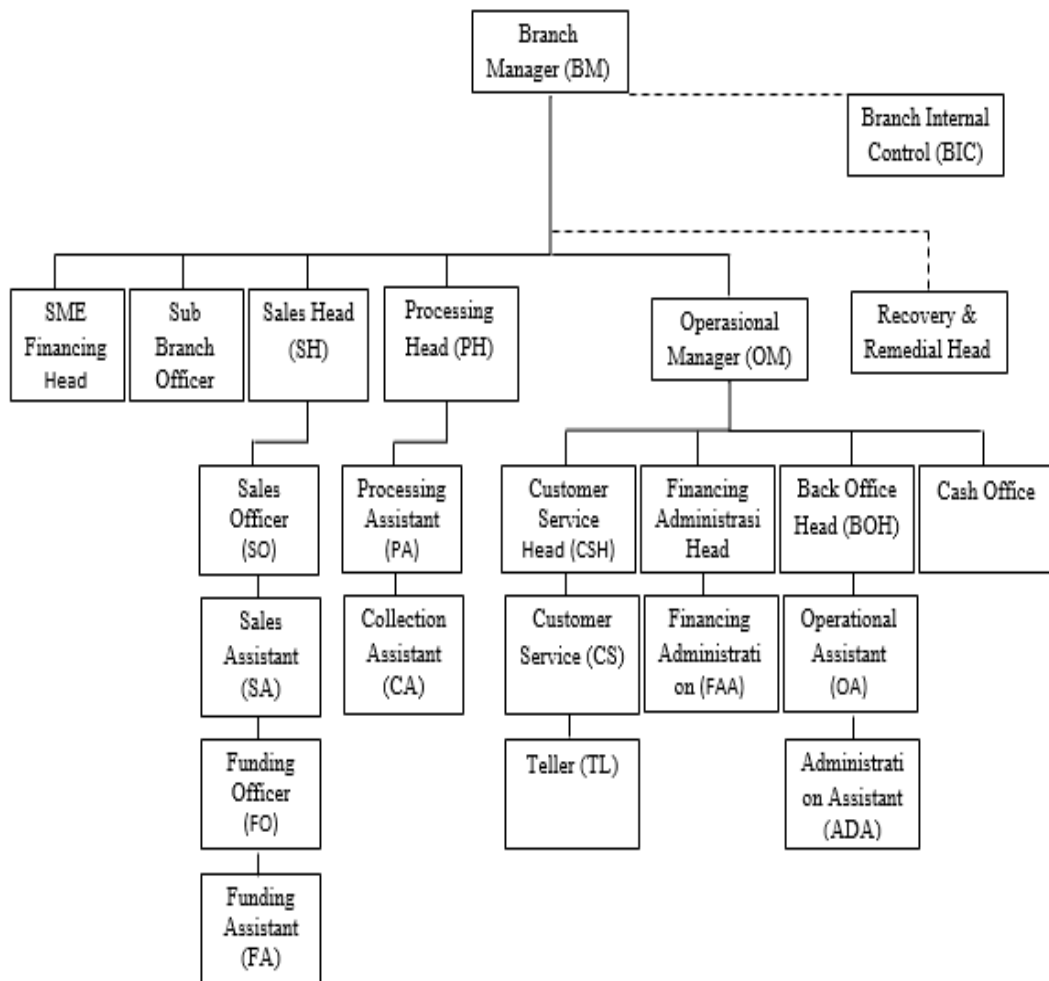 Branch
Manager (BM)
Branch Internal
Control (BIC)
SME
Financing
Head
Sub
Branch
Officer
Sales Head
(SH)
Processing
Head (PH)
Operasional
Manager (OM)
Recovery &
Remedial Head
Sales
Officer
(SO)
Processing
Assistant
(PA)
Customer
Service
Head (CSH)
Financing
Administrasi
Head
Back Office
Head (BOH)
Cash Office
Sales
Assistant
(SA)
Collection
Assistant
(CA)
Customer
Service (CS)
Financing
Administrati
on (FAA)
Operational
Assistant
(OA)
Funding
Officer
(FO)
Teller (TL)
Administrati
on Assistant
(ADA)
Funding
Assistant
(FA)